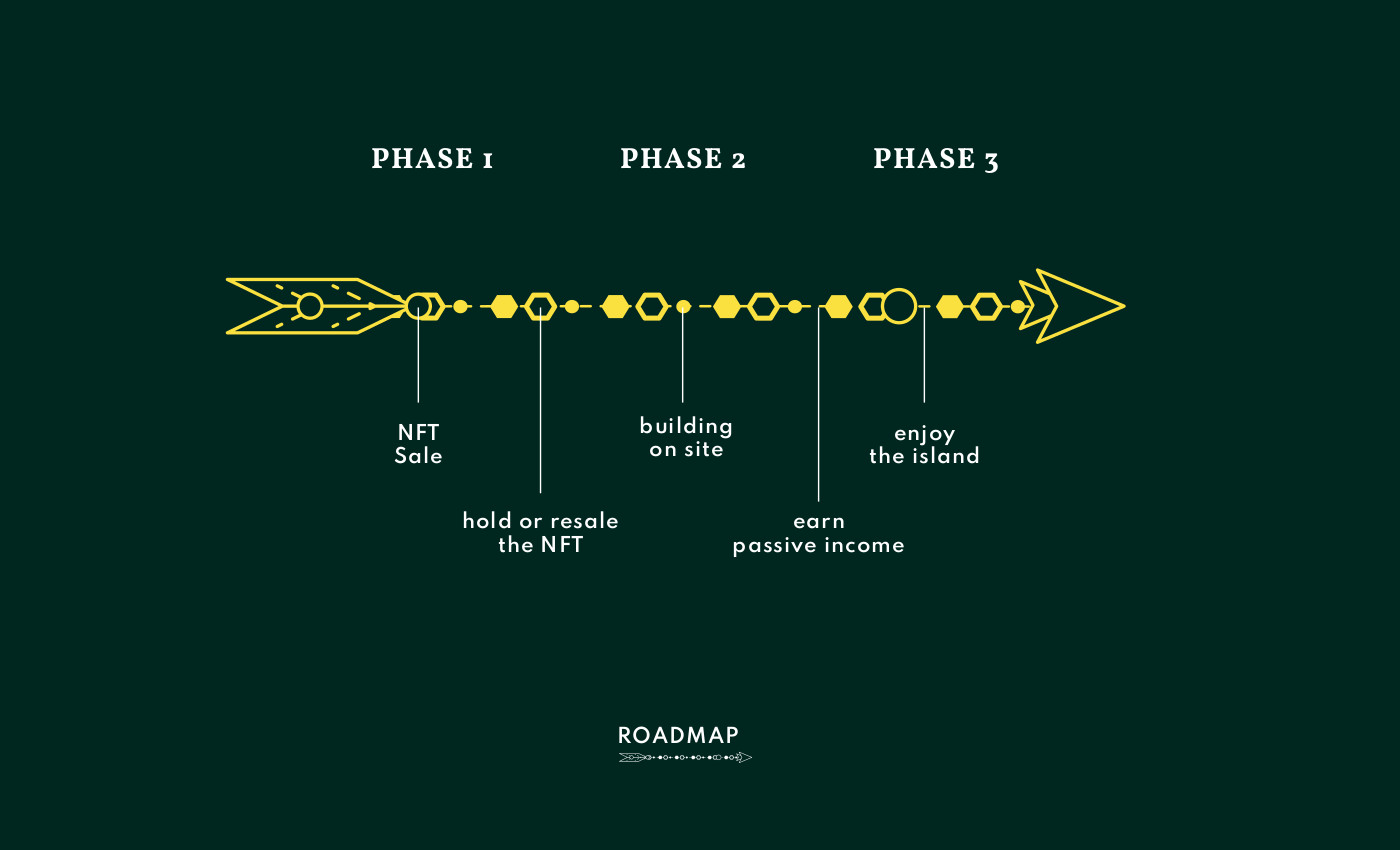 PHASE 1
PHASE 2
PHASE 3
NFT
Sale
hold or resale
the NFT
building
on site
earn
passive income
enjoy
the island
ROADMAP